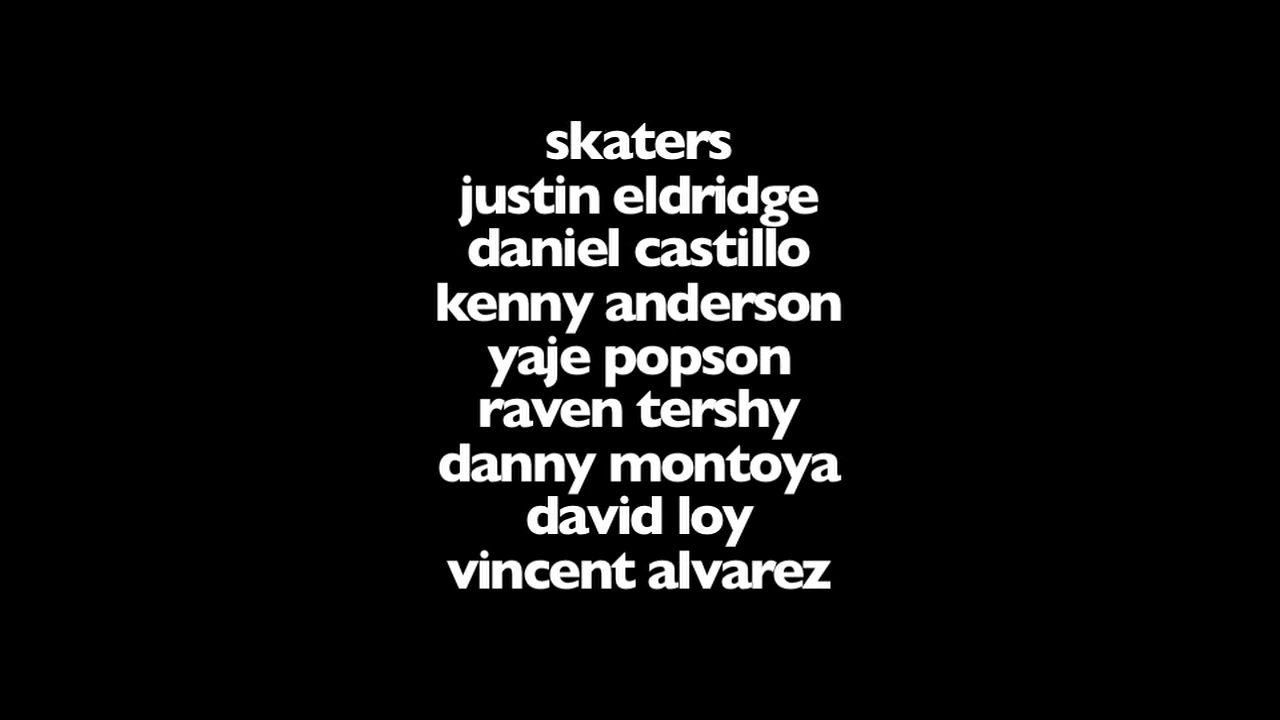 skaters
justin eldridge
daniel castillo
kenny anderson
yaje popson
raven tershy
danny montoya
david loy
vincent alvarez